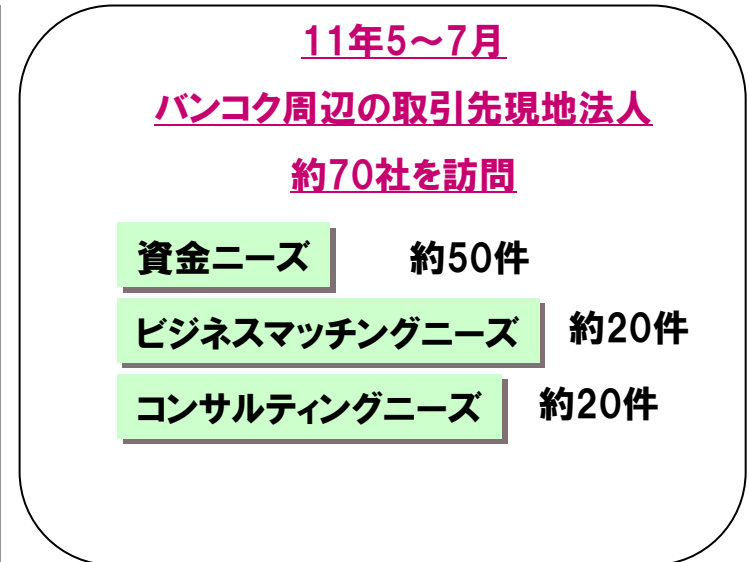 11年5～7月
バンコク周辺の取引先現地法人
約70社を訪問
資金ニーズ 約50件
ビジネスマッチングニーズ 約20件
コンサルティングニーズ 約20件